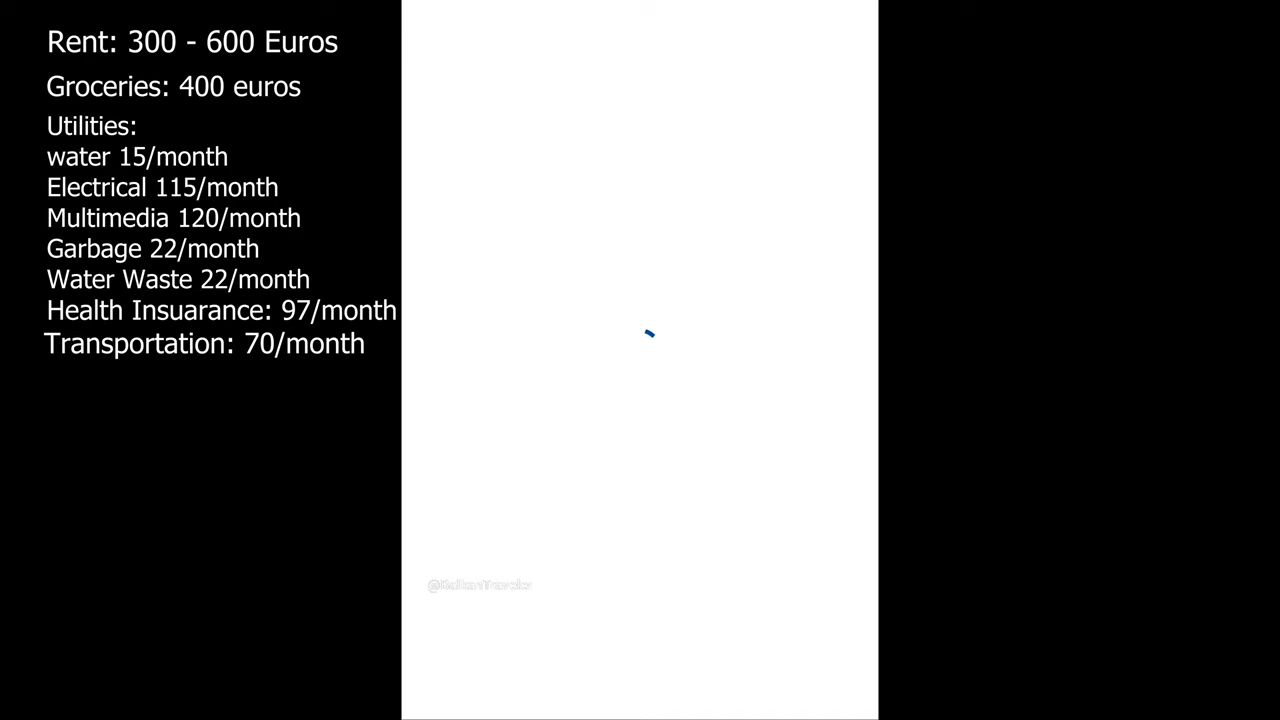 Rent: 300 - 600 Euros
Groceries: 400 euros
Utilities:
water 15/month
Electrical 115/month
Multimedia 120/month
Garbage 22/month
Water Waste 22/month
Health Insuarance: 97/month
Transportation: 70/month
@BalkanTraveler